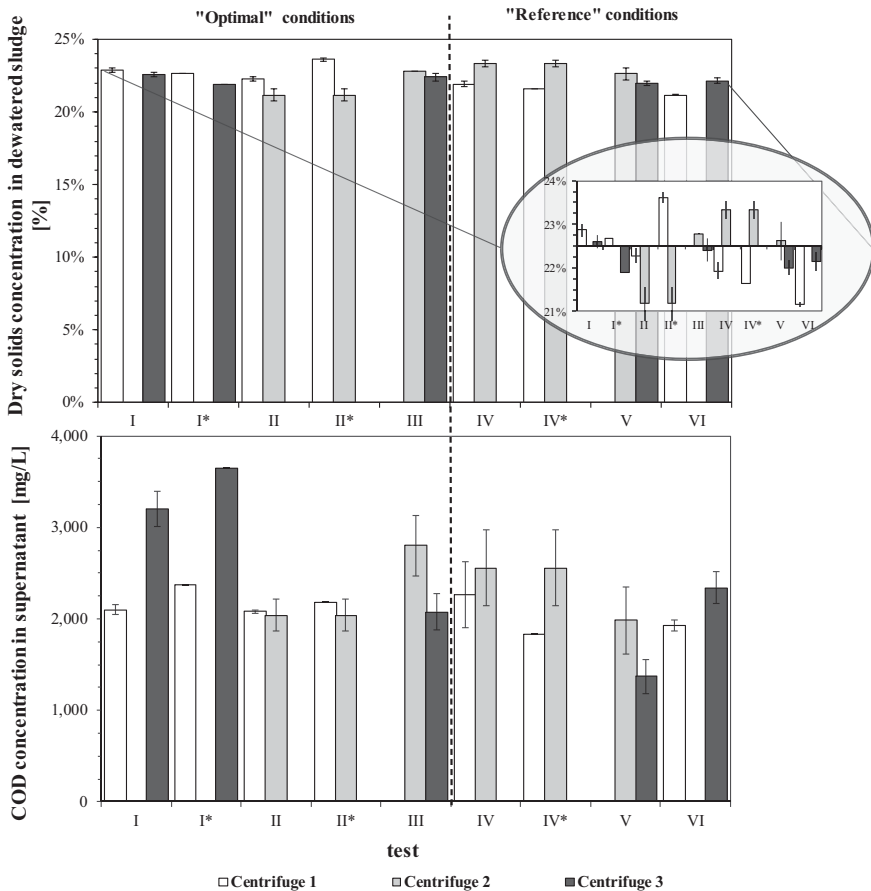 "Optimal" conditions
"Reference" conditions
Dry solids concentration in dewatered sludge
[%]
25%
20%
15%
10%
5%
0%
24%
23%
22%
21%
I I* II II* III IV IV* V VI
I I* II II* III IV IV* V VI
COD concentration in supernatant [mg/L]
4,000
3,000
2,000
1,000
0
I I* II II* III IV IV* V VI
test
Centrifuge 1 Centrifuge 2 Centrifuge 3